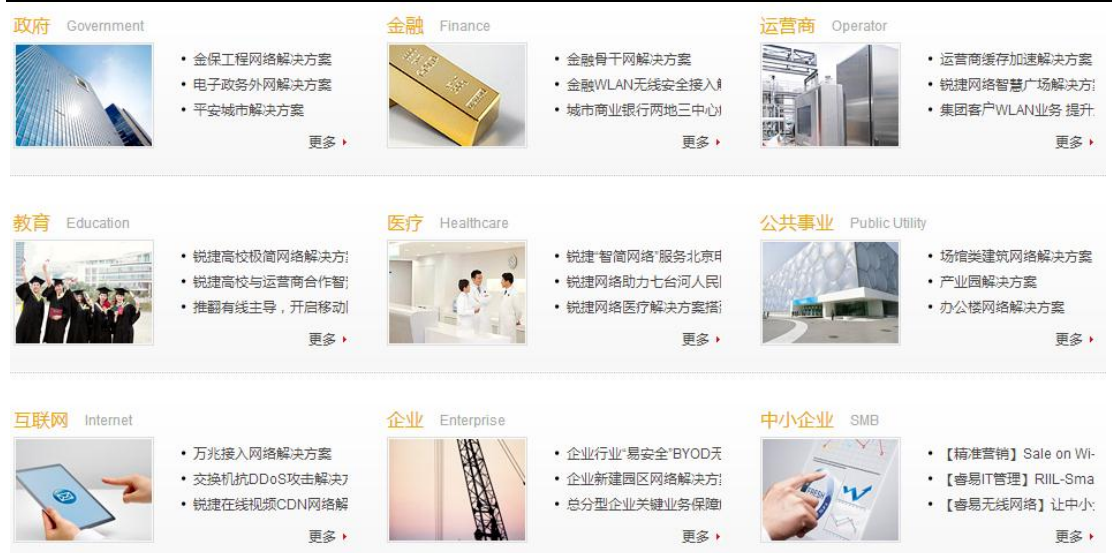 政府 Government
金保工程网络解决方案
电子政务外网解决方案
平安城市解决方案
更多
金融 Finance
金融骨干网解决方案
金融WLAN无线安全接入
城市商业银行两地三中心
更多
运营商 Operator
运营商缓存加速解决方案
锐捷网络智慧广场解决方
集团客户WLAN业务 提升
更多
教育 Education
锐捷高校极简网络解决方
锐捷高校与运营商合作智
推翻有线主导，开启移动
更多
医疗 Healthcare
锐捷“智简网络”服务北京
锐捷网络助力七台河人民
锐捷网络医疗解决方案搭
更多
公共事业 Public Utility
场馆类建筑网络解决方案
产业园解决方案
办公楼网络解决方案
更多
互联网 Internet
万兆接入网络解决方案
交换机抗DDoS攻击解决
锐捷在线视频CDN网络解
更多
企业 Enterprise
企业行业“易安全”BYOD无
企业新建园区网络解决方
总分型企业关键业务保障
更多
中小企业 SMB
【精准营销】Sale on Wi-
【睿易IT管理】RIIL-Sma
【睿易无线网络】让中小
更多